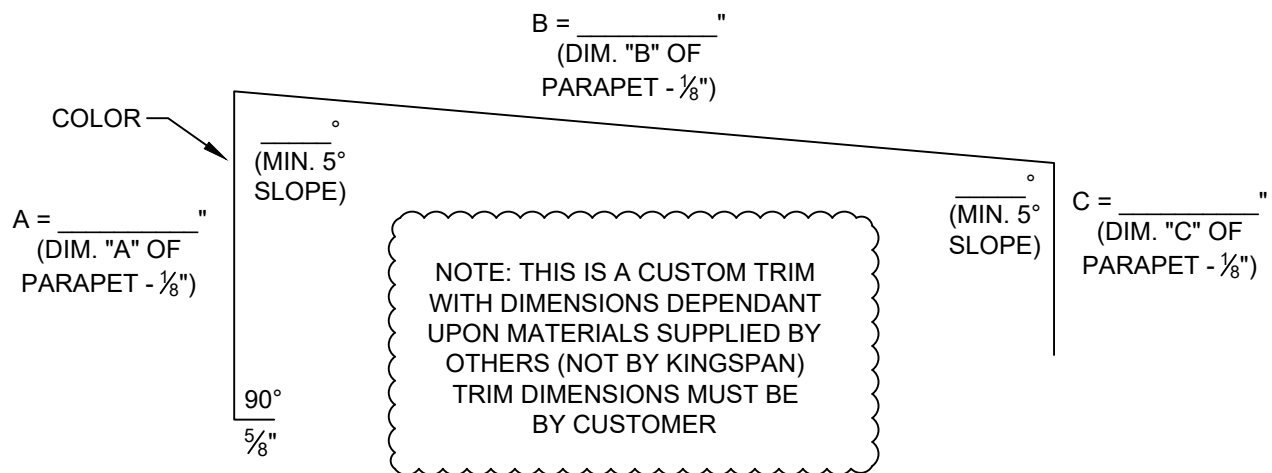 B = __________"
(DIM. "B" OF
PARAPET - ⅛")
COLOR
_____°
(MIN. 5°
SLOPE)
A = __________"
(DIM. "A" OF
PARAPET - ⅛")
_____°
(MIN. 5°
SLOPE)
C = __________"
(DIM. "C" OF
PARAPET - ⅛")
NOTE: THIS IS A CUSTOM TRIM
WITH DIMENSIONS DEPENDANT
UPON MATERIALS SUPPLIED BY
OTHERS (NOT BY KINGSPAN)
TRIM DIMENSIONS MUST BE
BY CUSTOMER
90°
⅝"